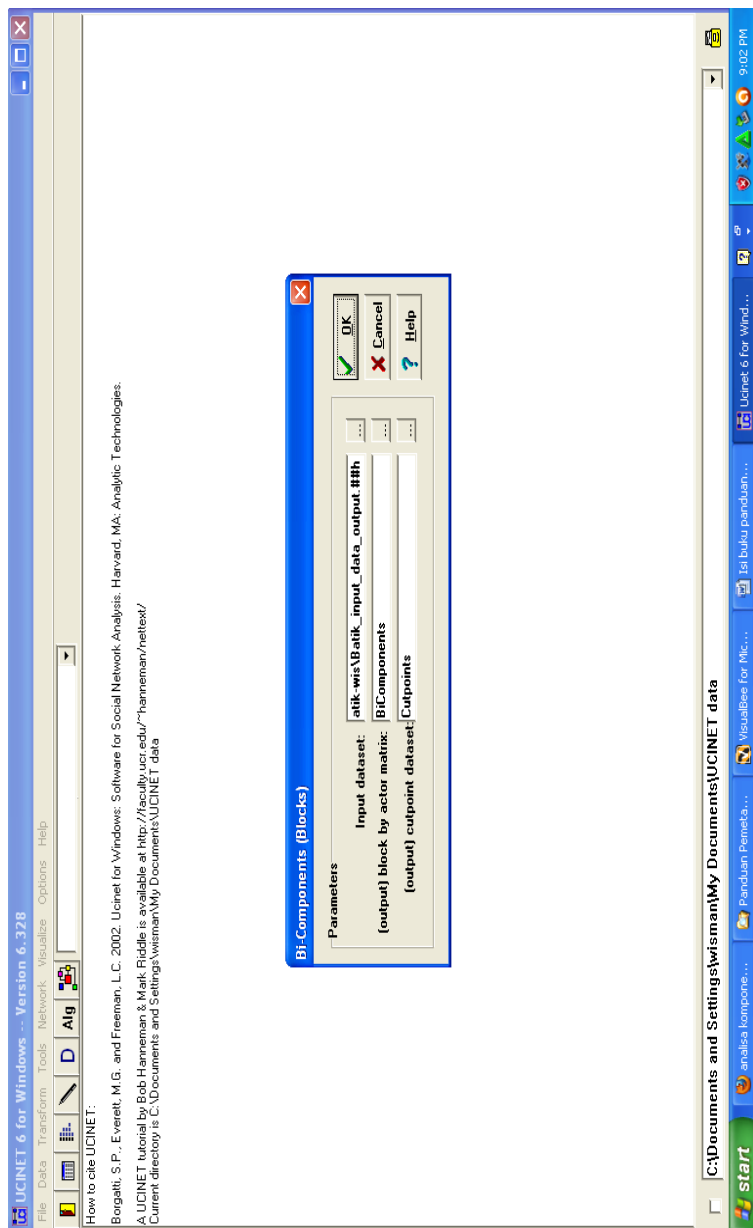 UCINET 6 for Windows -- Version 6.328
File Data Transform Tools Network Visualize Options Help
D Alg
How to cite UCINET:
Borgatti, S.P., Everett, M.G. and Freeman, L.C. 2002. Ucinet for Windows: Software for Social Network Analysis. Harvard, MA: Analytic Technologies.
A UCINET tutorial by Bob Hanneman & Mark Riddle is available at http://faculty.ucr.edu/~hanneman/nettext/
Current directory is C:\Documents and Settings\wisman\My Documents\UCINET data
Bi-Components (Blocks)
Parameters
Input dataset: atik-wis\Batik_input_data_output.##h ...
(output) block by actor matrix: BiComponents ...
(output) cutpoint dataset: Cutpoints ...
OK
Cancel
? Help
C:\Documents and Settings\wisman\My Documents\UCINET data
start analisa kompone... Panduan Pemeta... VisualBee for Mic... Isi buku panduan... Ucinet 6 for Wind... 9:02 PM